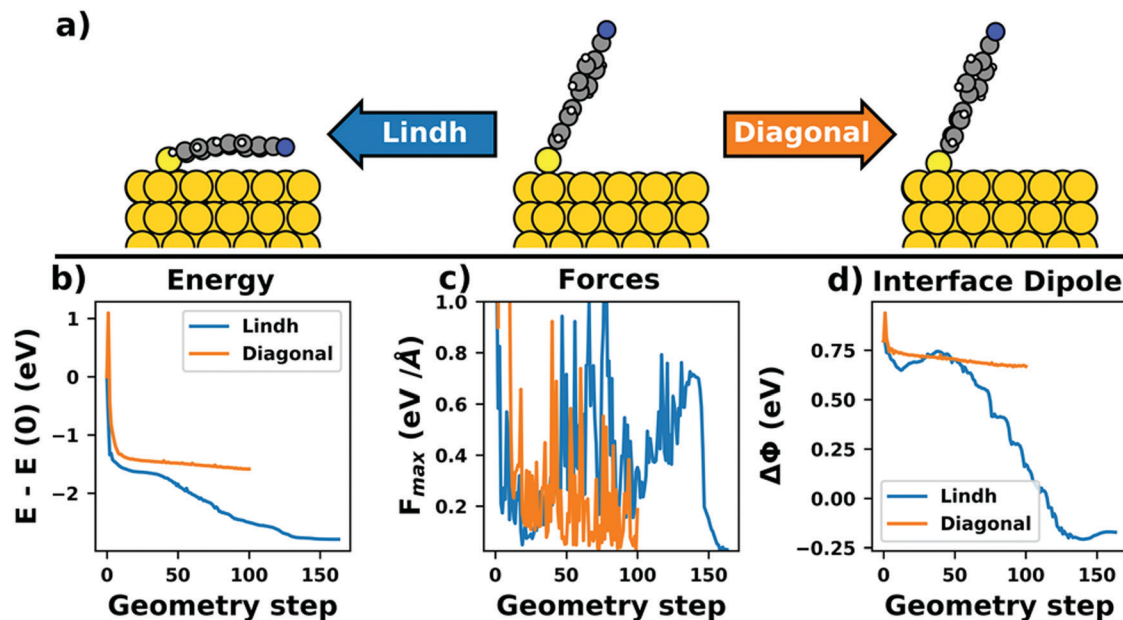 a)
Lindh
Diagonal
b)
Energy
E - E (0) (eV)
1
0
−1
−2
Lindh
Diagonal
0
50
100
150
Geometry step
c)
Forces
F_max (eV /Å)
1.0
0.8
0.6
0.4
0.2
0
50
100
150
Geometry step
d)
Interface Dipole
ΔΦ (eV)
0.75
0.50
0.25
0.00
−0.25
Lindh
Diagonal
0
50
100
150
Geometry step